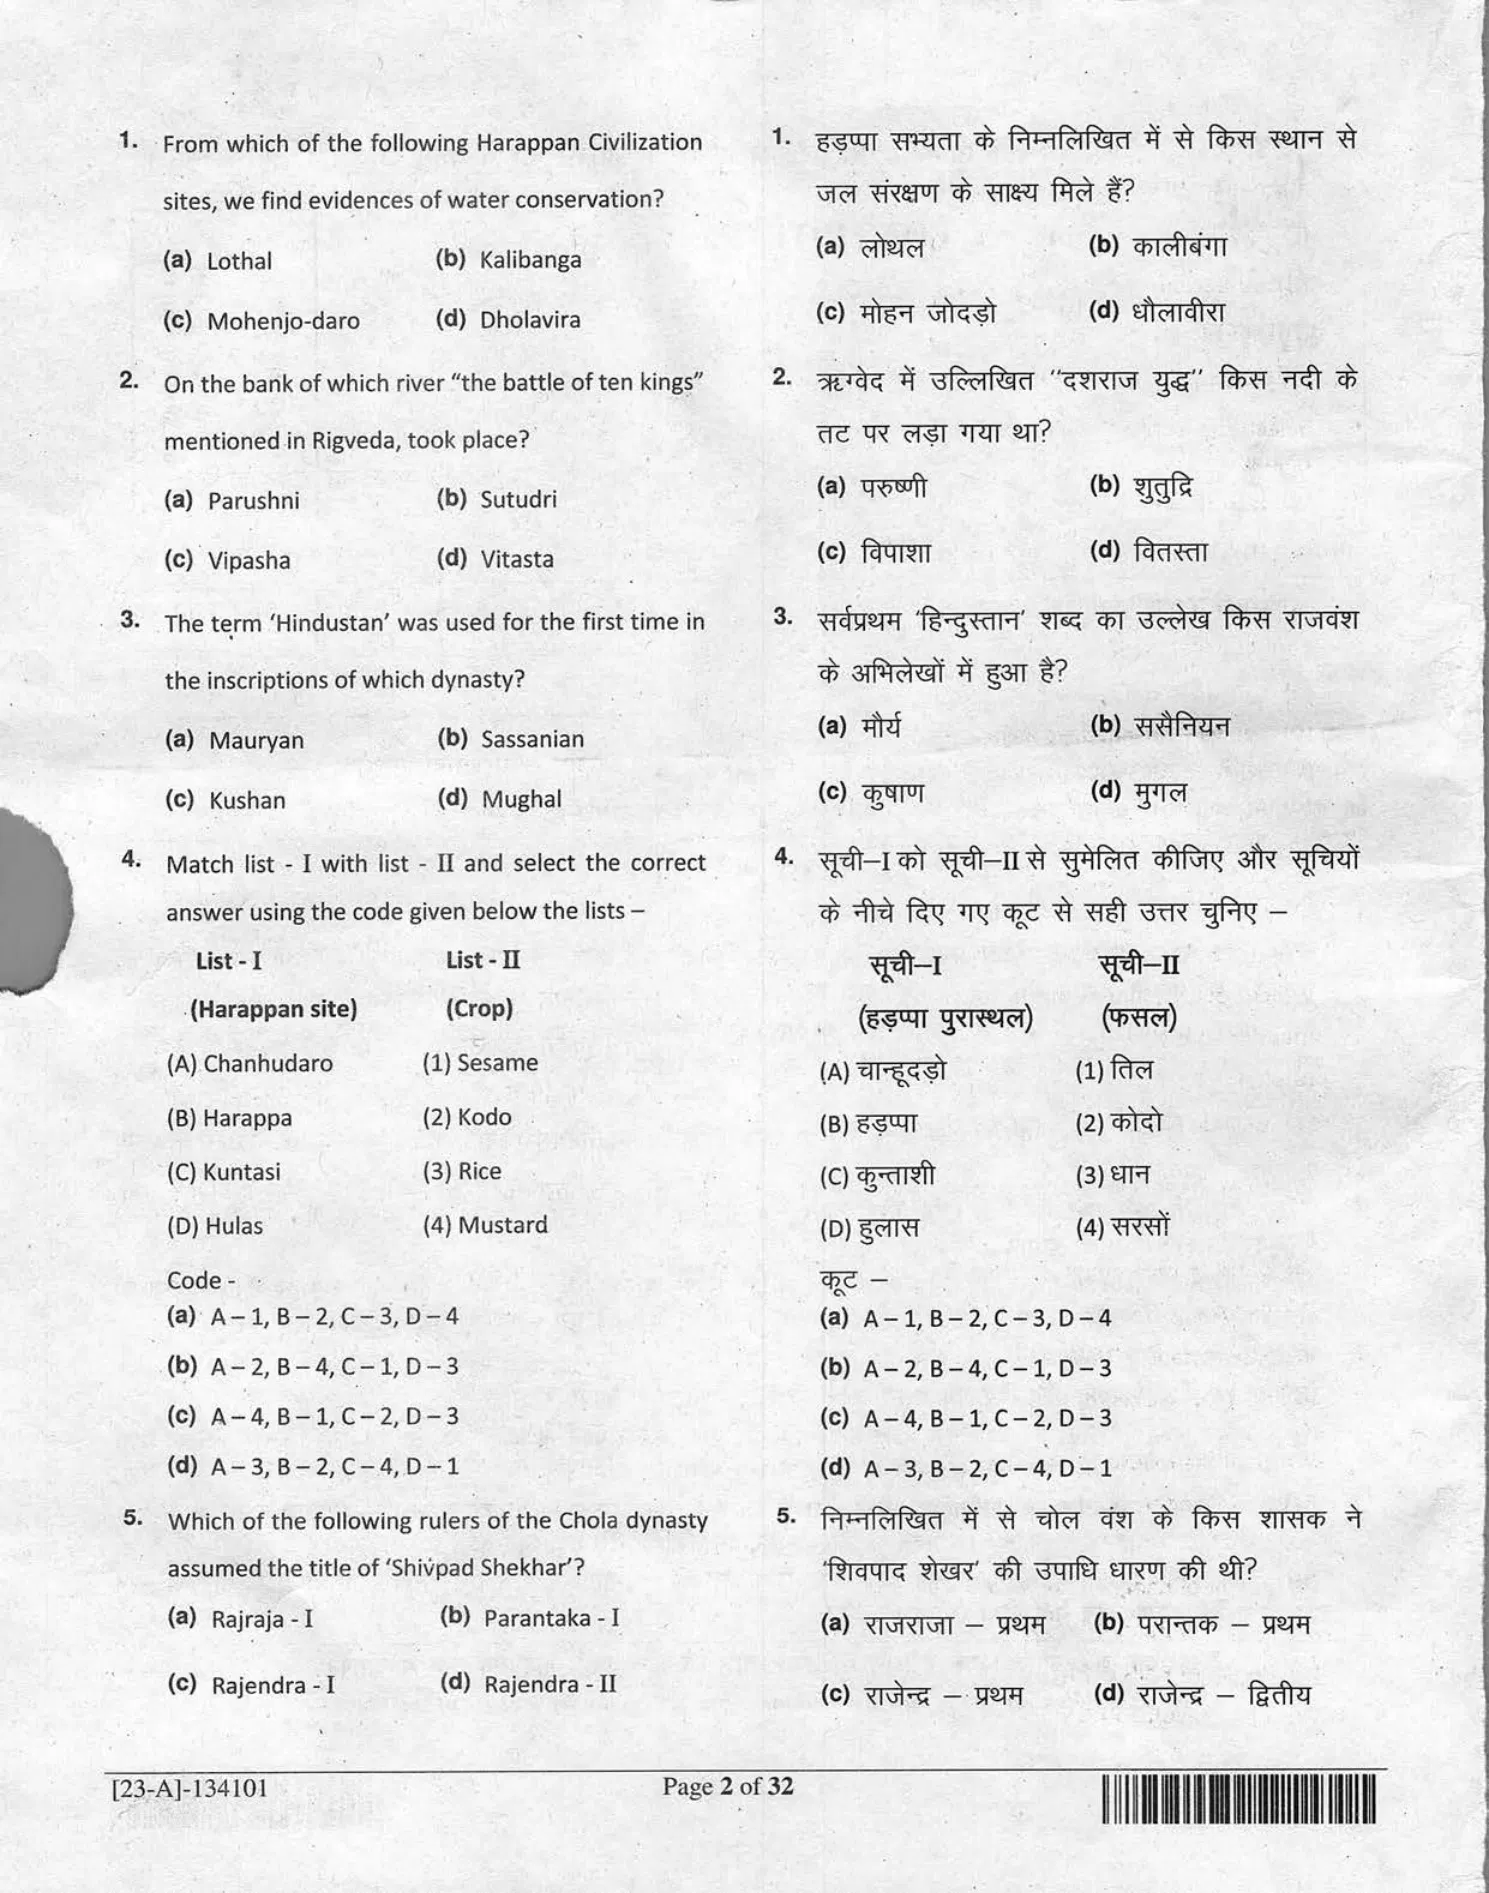 1. From which of the following Harappan Civilization
sites, we find evidences of water conservation?
(a) Lothal (b) Kalibanga
(c) Mohenjo-daro (d) Dholavira
2. On the bank of which river “the battle of ten kings”
mentioned in Rigveda, took place?
(a) Parushni (b) Sutudri
(c) Vipasha (d) Vitasta
3. The term ‘Hindustan’ was used for the first time in
the inscriptions of which dynasty?
(a) Mauryan (b) Sassanian
(c) Kushan (d) Mughal
4. Match list - I with list - II and select the correct
answer using the code given below the lists –
List - I List - II
(Harappan site) (Crop)
(A) Chanhudaro (1) Sesame
(B) Harappa (2) Kodo
(C) Kuntasi (3) Rice
(D) Hulas (4) Mustard
Code -
(a) A – 1, B – 2, C – 3, D – 4
(b) A – 2, B – 4, C – 1, D – 3
(c) A – 4, B – 1, C – 2, D – 3
(d) A – 3, B – 2, C – 4, D – 1
5. Which of the following rulers of the Chola dynasty
assumed the title of ‘Shivpad Shekhar’?
(a) Rajraja - I (b) Parantaka - I
(c) Rajendra - I (d) Rajendra - II
1. हड़प्पा सभ्यता के निम्नलिखित में से किस स्थान से
जल संरक्षण के साक्ष्य मिले हैं?
(a) लोथल (b) कालीबंगा
(c) मोहन जोदड़ो (d) धौलावीरा
2. ऋग्वेद में उल्लिखित ‘‘दशराज युद्ध’’ किस नदी के
तट पर लड़ा गया था?
(a) परुष्णी (b) शुतुद्रि
(c) विपाशा (d) वितस्ता
3. सर्वप्रथम ‘हिन्दुस्तान’ शब्द का उल्लेख किस राजवंश
के अभिलेखों में हुआ है?
(a) मौर्य (b) ससैनियन
(c) कुषाण (d) मुगल
4. सूची–I को सूची–II से सुमेलित कीजिए और सूचियों
के नीचे दिए गए कूट से सही उत्तर चुनिए –
सूची–I सूची–II
(हड़प्पा पुरास्थल) (फसल)
(A) चान्हूदड़ो (1) तिल
(B) हड़प्पा (2) कोदो
(C) कुन्ताशी (3) धान
(D) हुलास (4) सरसों
कूट –
(a) A – 1, B – 2, C – 3, D – 4
(b) A – 2, B – 4, C – 1, D – 3
(c) A – 4, B – 1, C – 2, D – 3
(d) A – 3, B – 2, C – 4, D – 1
5. निम्नलिखित में से चोल वंश के किस शासक ने
‘शिवपाद शेखर’ की उपाधि धारण की थी?
(a) राजराजा – प्रथम (b) परान्तक – प्रथम
(c) राजेन्द्र – प्रथम (d) राजेन्द्र – द्वितीय
[23-A]-134101 Page 2 of 32